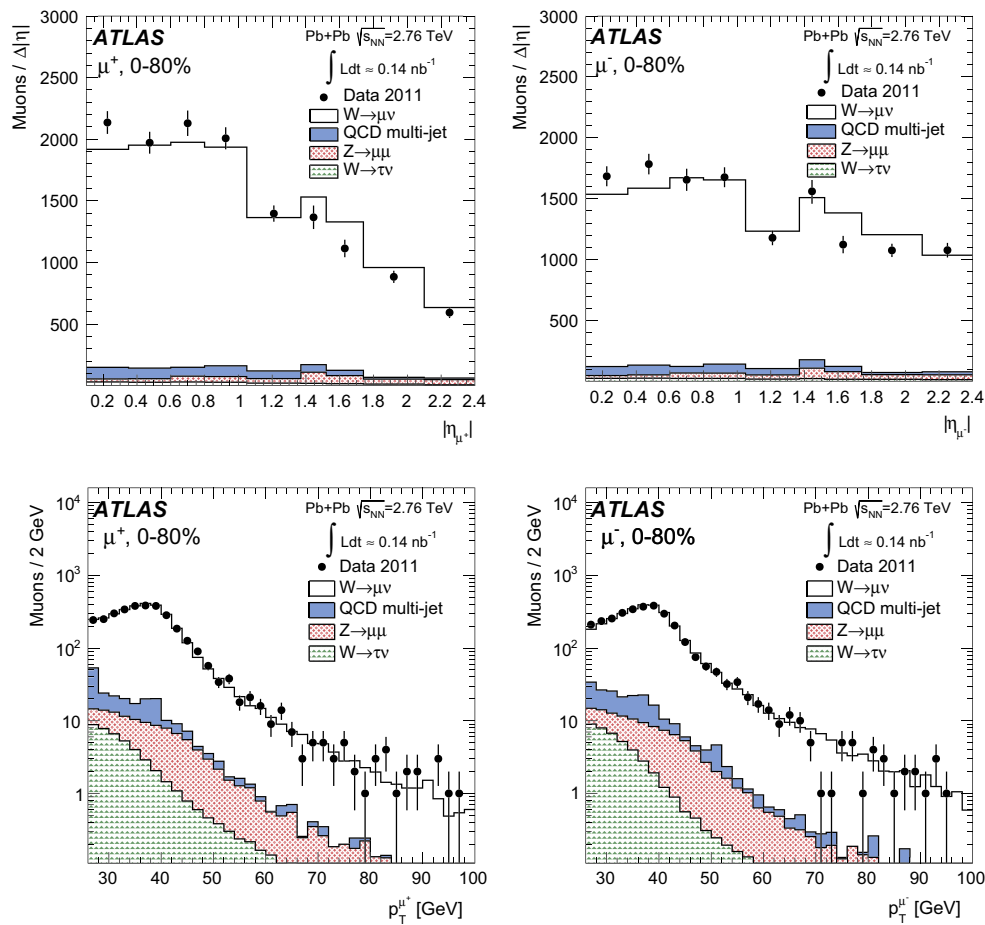 3000
2500
2000
1500
1000
500
Muons / Δ|η|
ATLAS
μ⁺, 0-80%
Pb+Pb √sNN=2.76 TeV
∫ Ldt ≈ 0.14 nb⁻¹
Data 2011
W→μν
QCD multi-jet
Z→μμ
W→τν
0.2 0.4 0.6 0.8 1 1.2 1.4 1.6 1.8 2 2.2 2.4
|ημ⁺|
3000
2500
2000
1500
1000
500
Muons / Δ|η|
ATLAS
μ⁻, 0-80%
Pb+Pb √sNN=2.76 TeV
∫ Ldt ≈ 0.14 nb⁻¹
Data 2011
W→μν
QCD multi-jet
Z→μμ
W→τν
0.2 0.4 0.6 0.8 1 1.2 1.4 1.6 1.8 2 2.2 2.4
|ημ⁻|
10⁴
10³
10²
10
1
Muons / 2 GeV
ATLAS
μ⁺, 0-80%
Pb+Pb √sNN=2.76 TeV
∫ Ldt ≈ 0.14 nb⁻¹
Data 2011
W→μν
QCD multi-jet
Z→μμ
W→τν
30 40 50 60 70 80 90 100
pTμ⁺ [GeV]
10⁴
10³
10²
10
1
Muons / 2 GeV
ATLAS
μ⁻, 0-80%
Pb+Pb √sNN=2.76 TeV
∫ Ldt ≈ 0.14 nb⁻¹
Data 2011
W→μν
QCD multi-jet
Z→μμ
W→τν
30 40 50 60 70 80 90 100
pTμ⁻ [GeV]